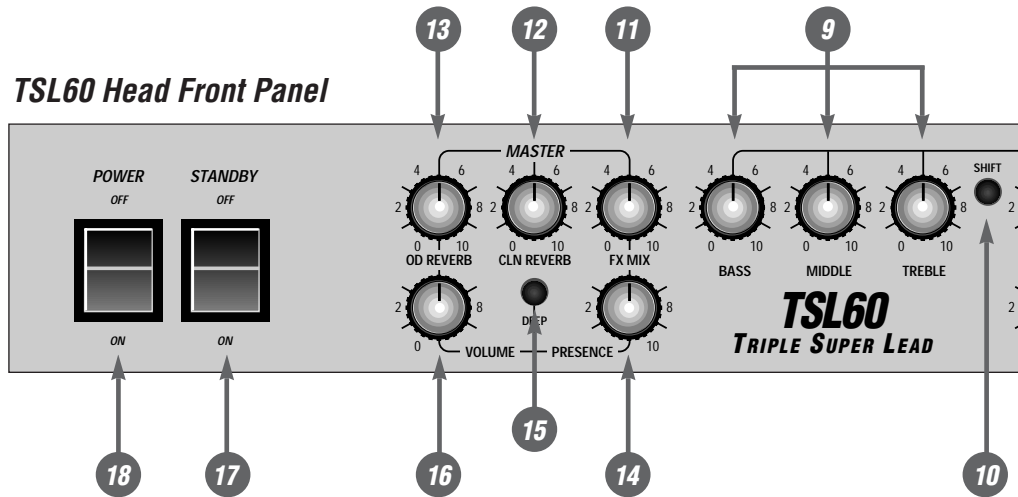 13 12 11 9
TSL60 Head Front Panel
MASTER
POWER STANDBY
OFF OFF
4 6 4 6 4 6 4 6 4 6 4 6 SHIFT
2 8 2 8 2 8 2 8 2 8 2 8 2
0 10 0 10 0 10 0 10 0 10 0 10
OD REVERB CLN REVERB FX MIX
BASS MIDDLE TREBLE
2 8 2 8 2
DEEP
TSL60
TRIPLE SUPER LEAD
ON ON
0 VOLUME PRESENCE 10 0
15
18 17 16 14 10